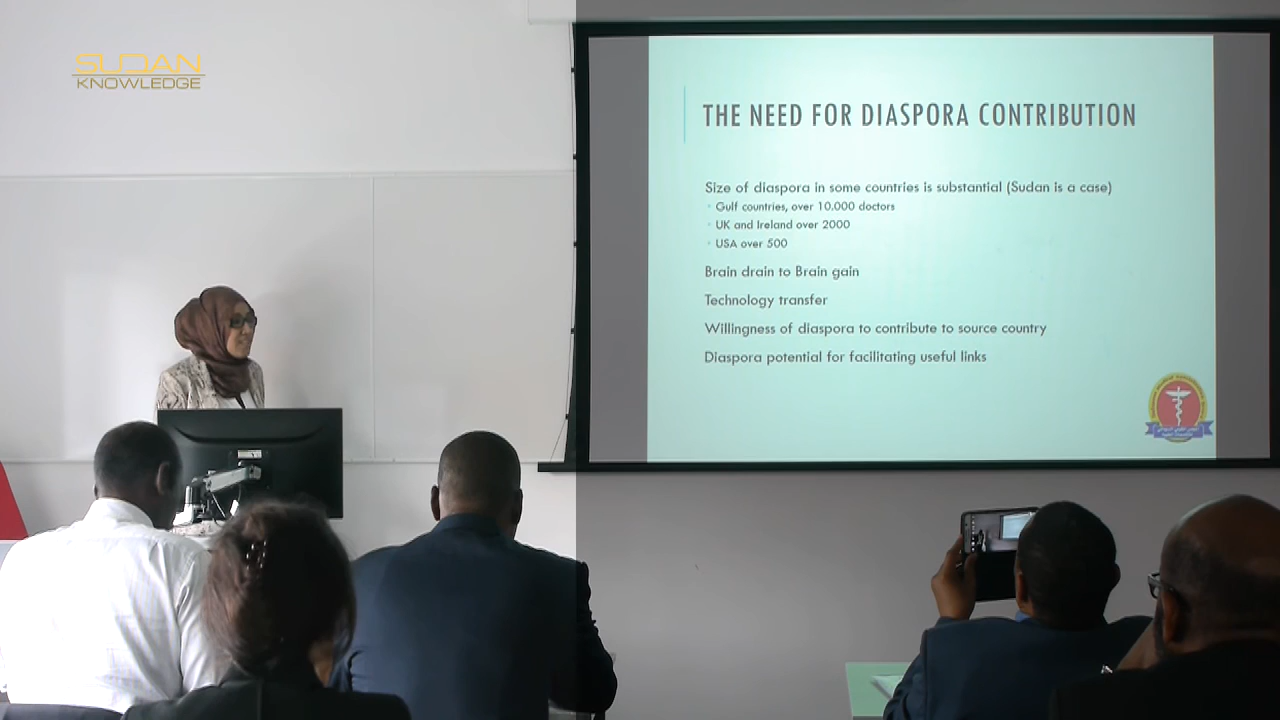 SUDAN
KNOWLEDGE
THE NEED FOR DIASPORA CONTRIBUTION
Size of diaspora in some countries is substantial (Sudan is a case)
Gulf countries, over 10.000 doctors
UK and Ireland over 2000
USA over 500
Brain drain to Brain gain
Technology transfer
Willingness of diaspora to contribute to source country
Diaspora potential for facilitating useful links